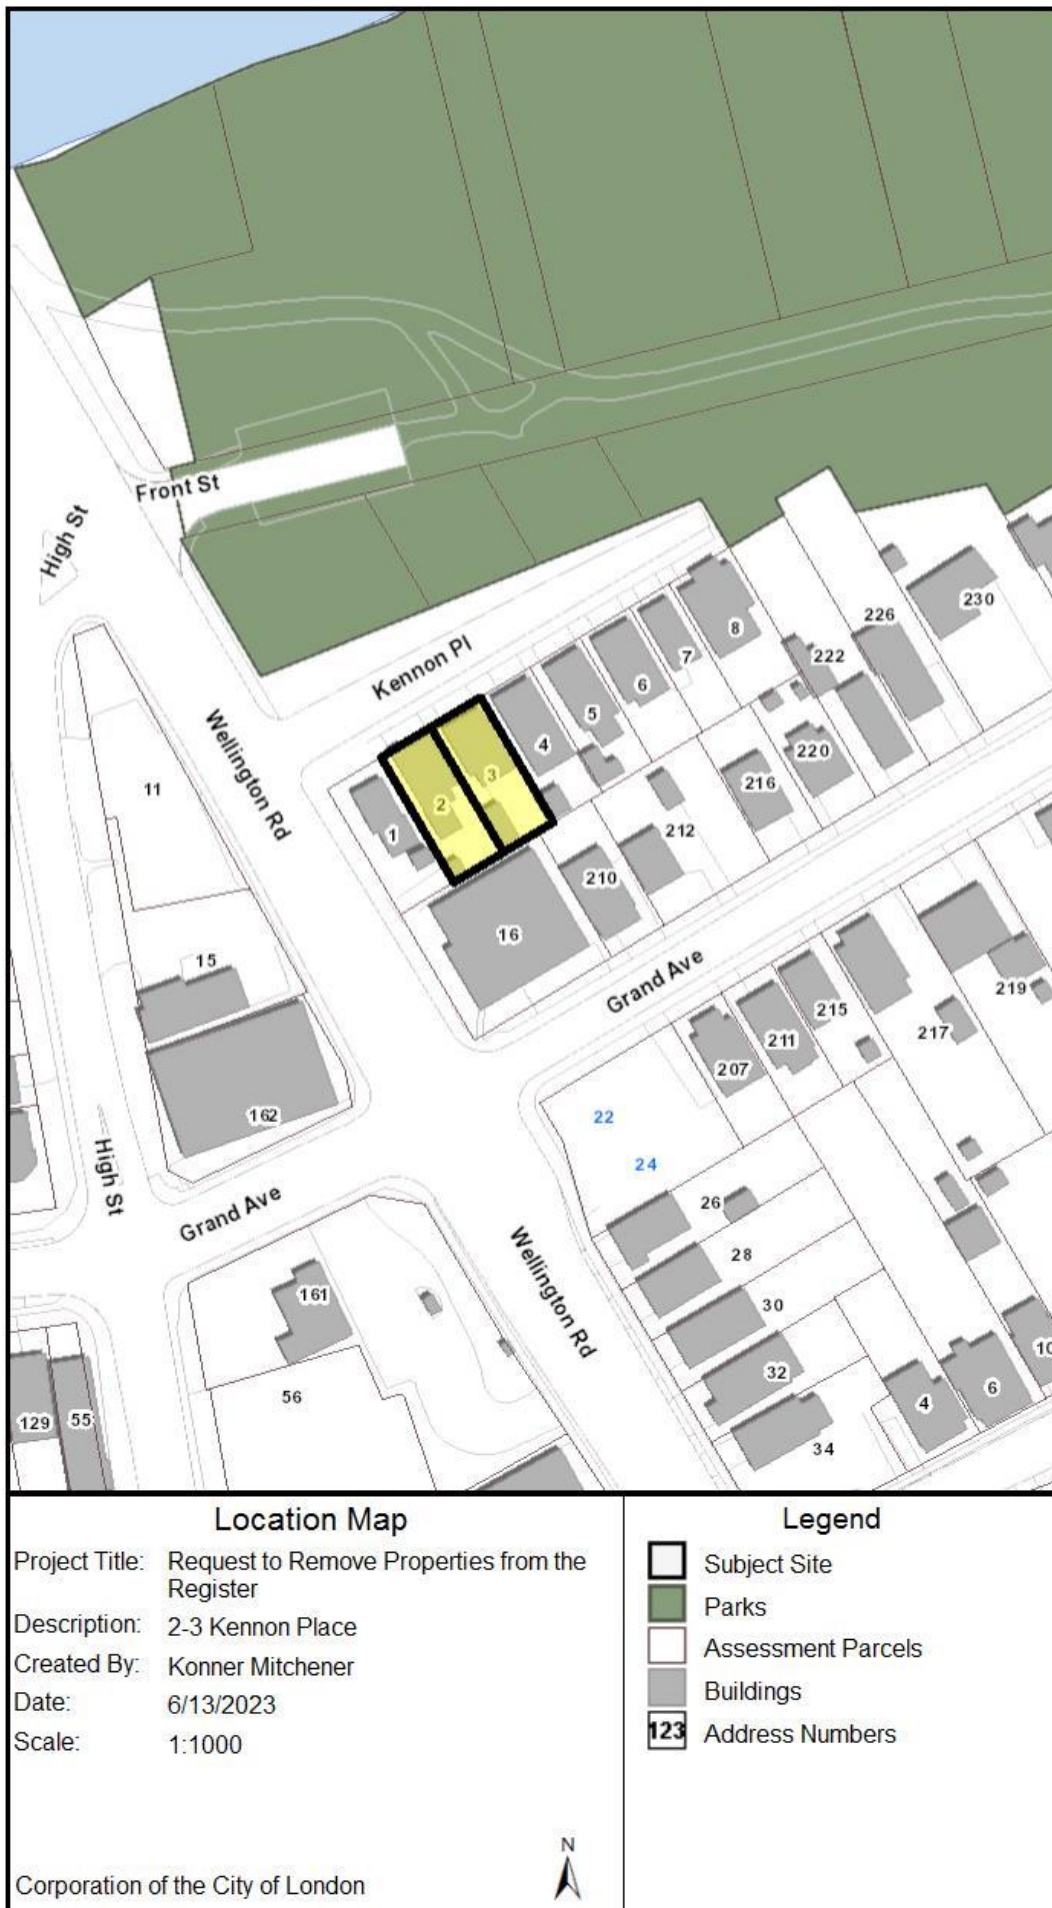 Front St
High St
Kennon Pl
Wellington Rd
8
7
6
5
4
3
2
1
230
226
222
220
216
212
210
16
11
15
162
Grand Ave
219
217
215
211
207
22
24
26
28
30
32
34
High St
Grand Ave
Wellington Rd
161
56
129
55
4
6
10
Location Map
Project Title: Request to Remove Properties from the
Register
Description: 2-3 Kennon Place
Created By: Konner Mitchener
Date: 6/13/2023
Scale: 1:1000
N
Corporation of the City of London
Legend
Subject Site
Parks
Assessment Parcels
Buildings
123 Address Numbers